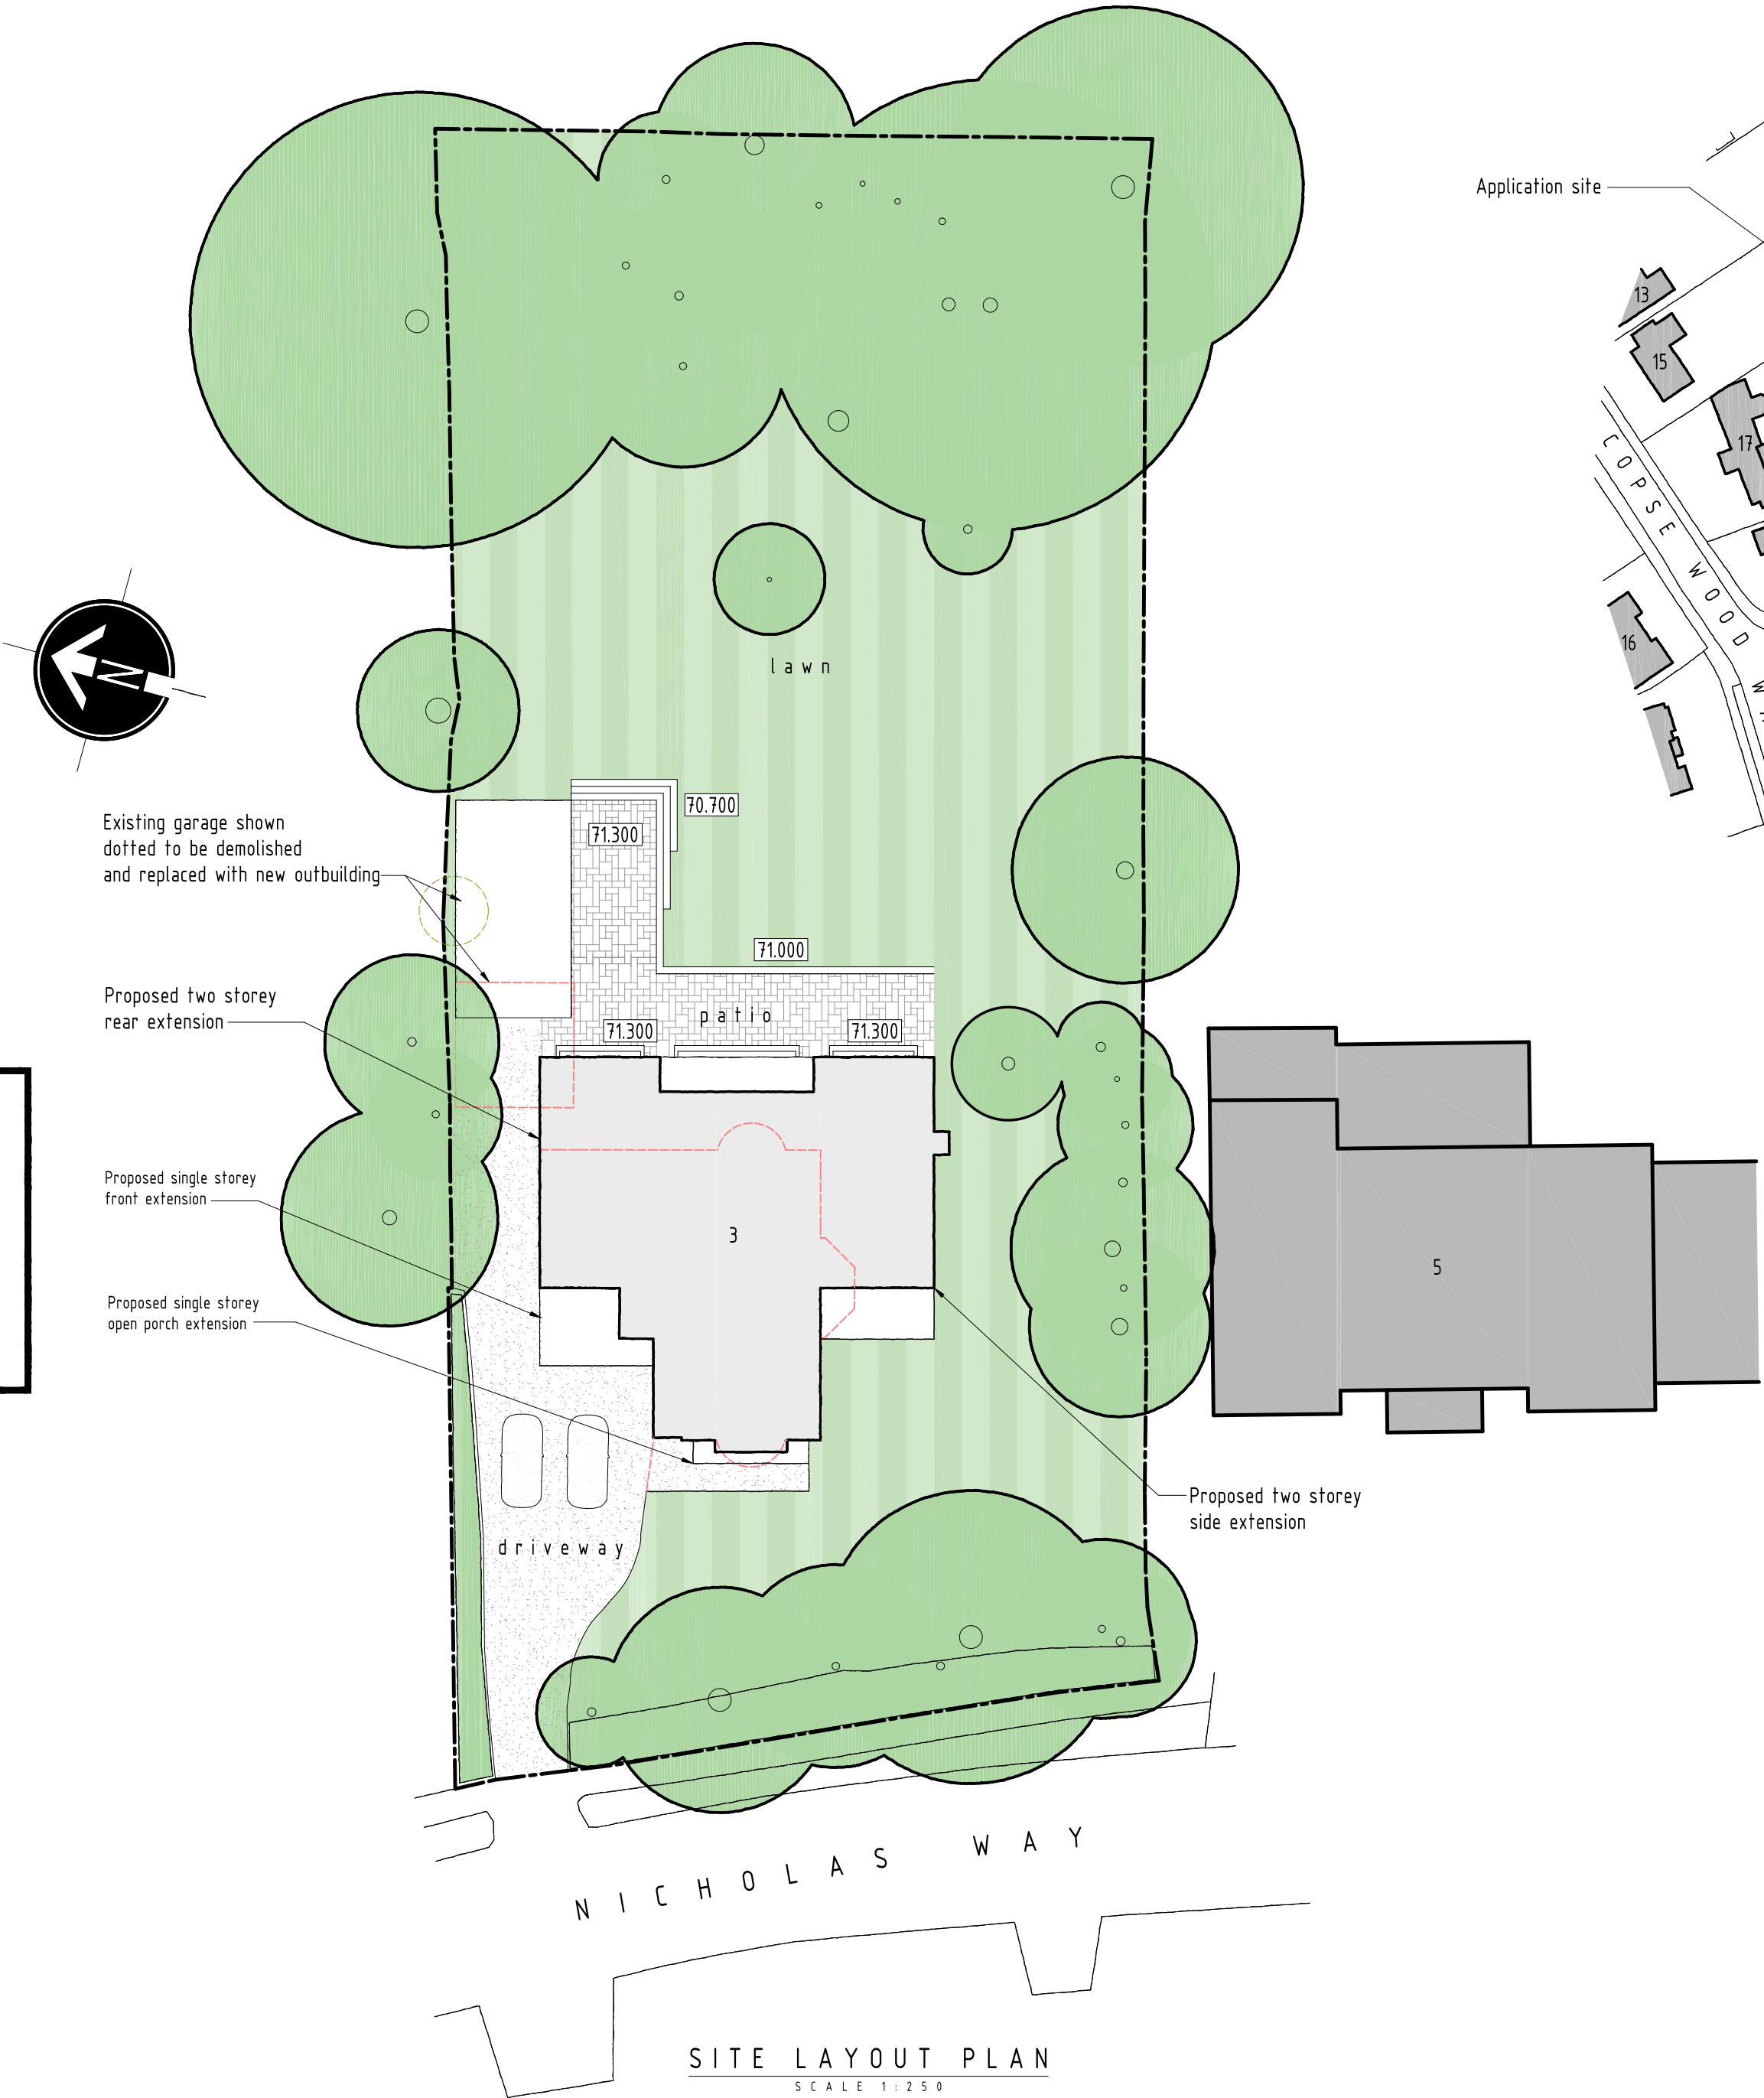 Application site
13
15
17
COPSE WOOD
16
N
lawn
70.700
71.300
Existing garage shown
dotted to be demolished
and replaced with new outbuilding
71.000
Proposed two storey
rear extension
patio
71.300
71.300
Proposed single storey
front extension
3
5
Proposed single storey
open porch extension
Proposed two storey
side extension
driveway
NICHOLAS WAY
SITE LAYOUT PLAN
SCALE 1:250